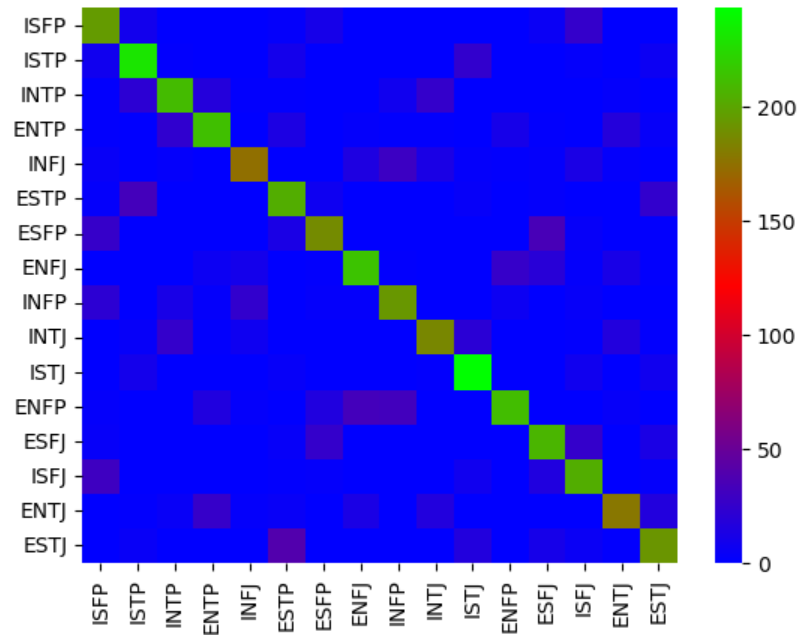 ISFP
ISTP
INTP
ENTP
INFJ
ESTP
ESFP
ENFJ
INFP
INTJ
ISTJ
ENFP
ESFJ
ISFJ
ENTJ
ESTJ
ISFP ISTP INTP ENTP INFJ ESTP ESFP ENFJ INFP INTJ ISTJ ENFP ESFJ ISFJ ENTJ ESTJ
200
150
100
50
0